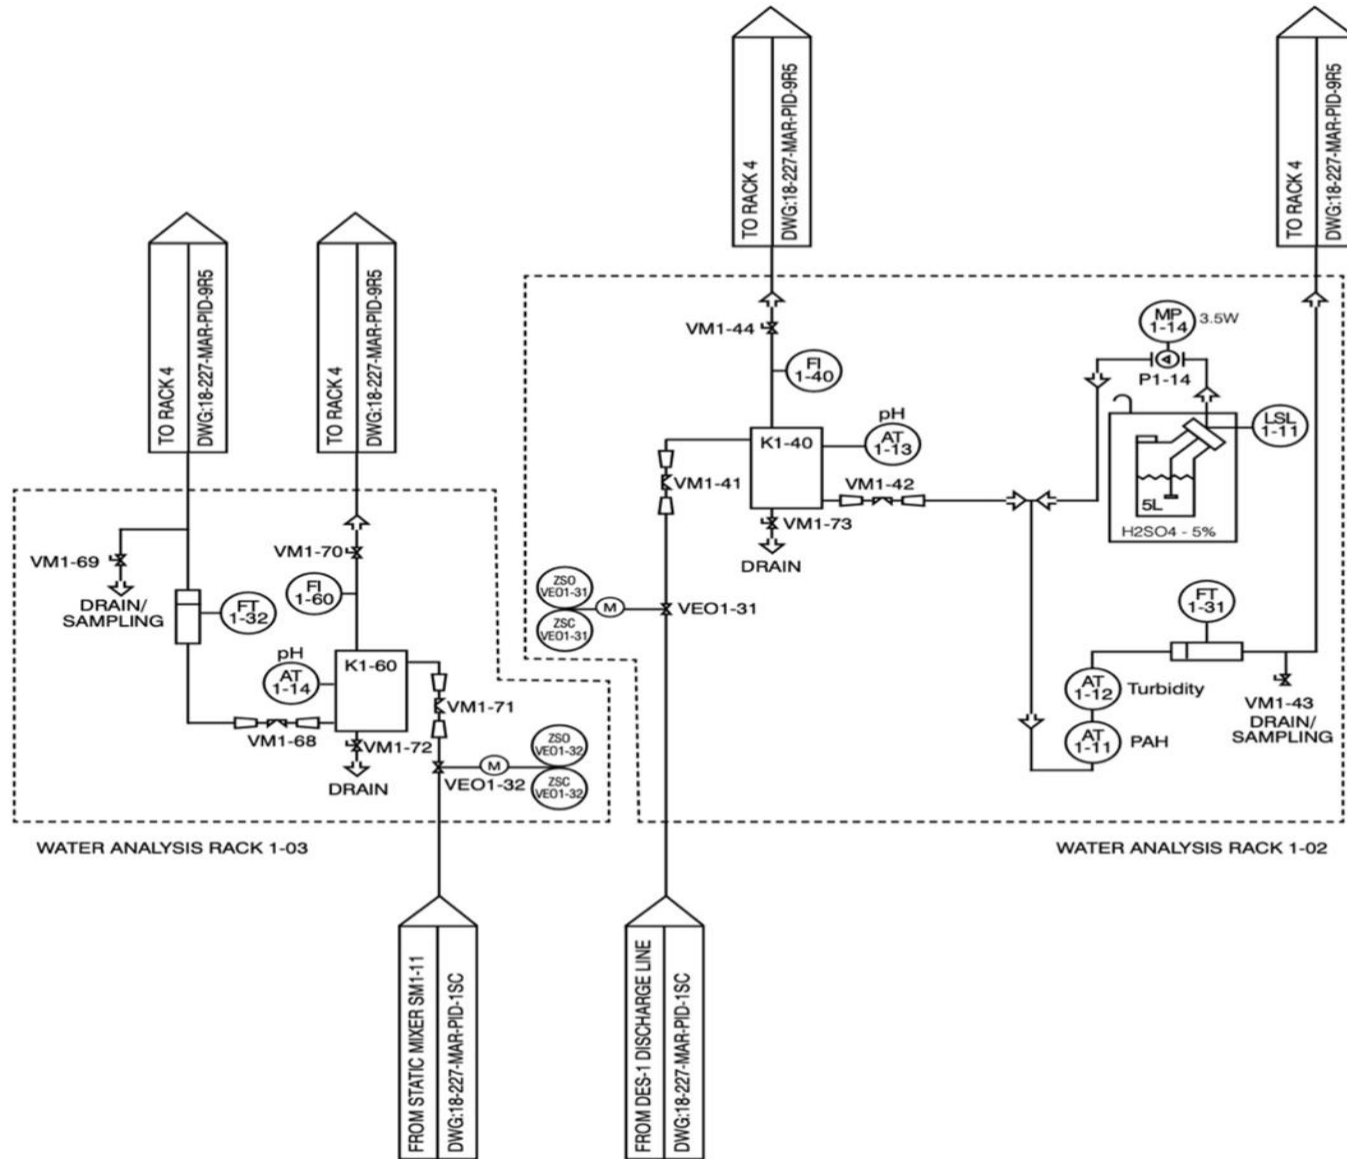 TO RACK 4
DWG:18-227-MAR-PID-9R5
TO RACK 4
DWG:18-227-MAR-PID-9R5
TO RACK 4
DWG:18-227-MAR-PID-9R5
TO RACK 4
DWG:18-227-MAR-PID-9R5
VM1-44
FI
1-40
MP
1-14
3.5W
P1-14
LSL
1-11
5L
H2SO4 - 5%
pH
AT
1-13
K1-40
VM1-41
VM1-42
VM1-73
DRAIN
ZSO
VEO1-31
ZSC
VEO1-31
M
VEO1-31
FT
1-31
AT
1-12
Turbidity
AT
1-11
PAH
VM1-43
DRAIN/
SAMPLING
WATER ANALYSIS RACK 1-02
VM1-69
DRAIN/
SAMPLING
FT
1-32
VM1-70
FI
1-60
pH
AT
1-14
K1-60
VM1-71
VM1-68
VM1-72
DRAIN
M
ZSO
VEO1-32
ZSC
VEO1-32
VEO1-32
WATER ANALYSIS RACK 1-03
FROM STATIC MIXER SM1-11
DWG:18-227-MAR-PID-1SC
FROM DES-1 DISCHARGE LINE
DWG:18-227-MAR-PID-1SC